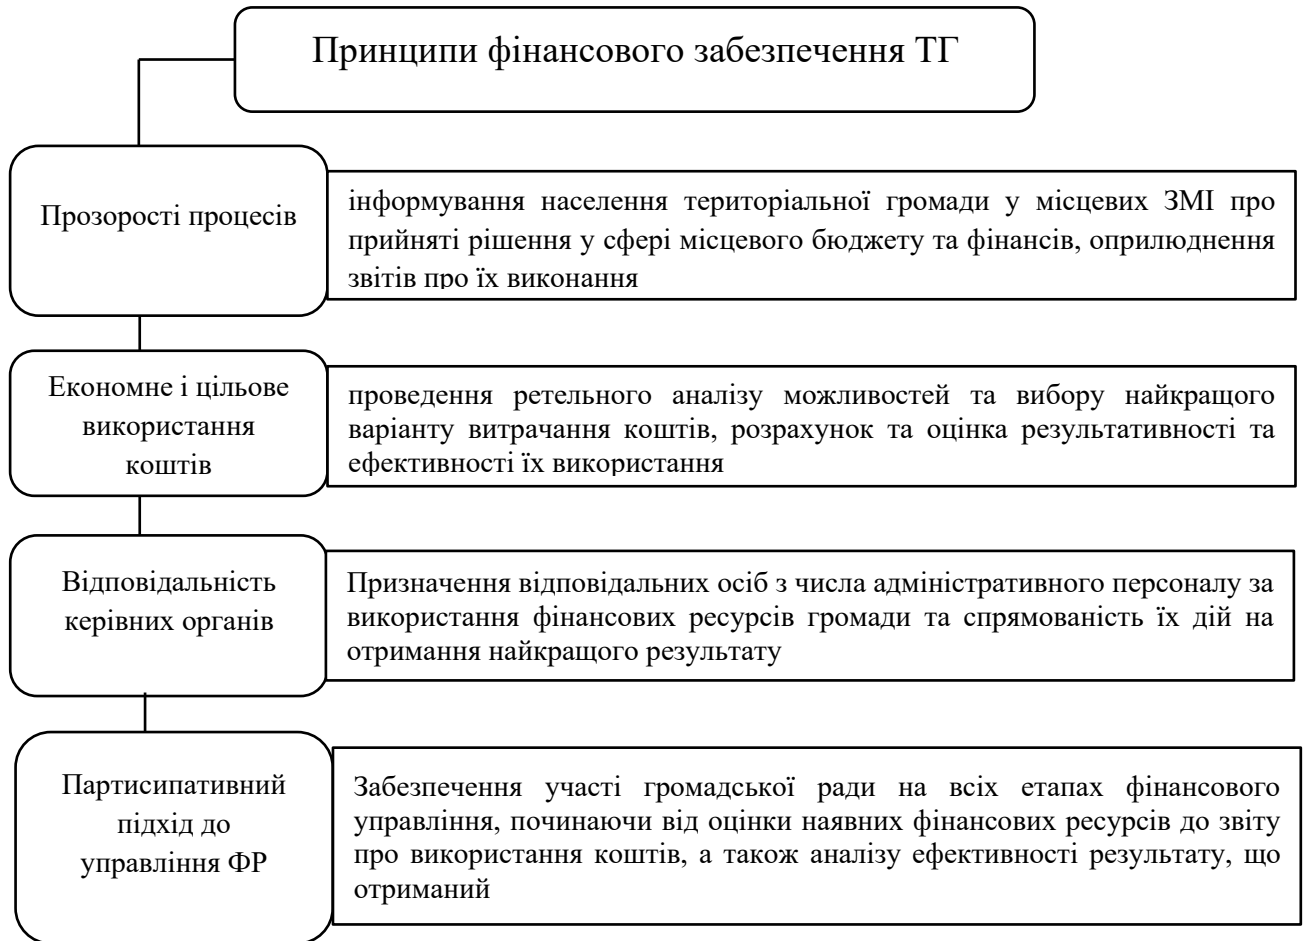 Принципи фінансового забезпечення ТГ
Прозорості процесів
інформування населення територіальної громади у місцевих ЗМІ про
прийняті рішення у сфері місцевого бюджету та фінансів, оприлюднення
звітів про їх виконання
Економне і цільове
використання
коштів
проведення ретельного аналізу можливостей та вибору найкращого
варіанту витрачання коштів, розрахунок та оцінка результативності та
ефективності їх використання
Відповідальність
керівних органів
Призначення відповідальних осіб з числа адміністративного персоналу за
використання фінансових ресурсів громади та спрямованість їх дій на
отримання найкращого результату
Партисипативний
підхід до
управління ФР
Забезпечення участі громадської ради на всіх етапах фінансового
управління, починаючи від оцінки наявних фінансових ресурсів до звіту
про використання коштів, а також аналізу ефективності результату, що
отриманий